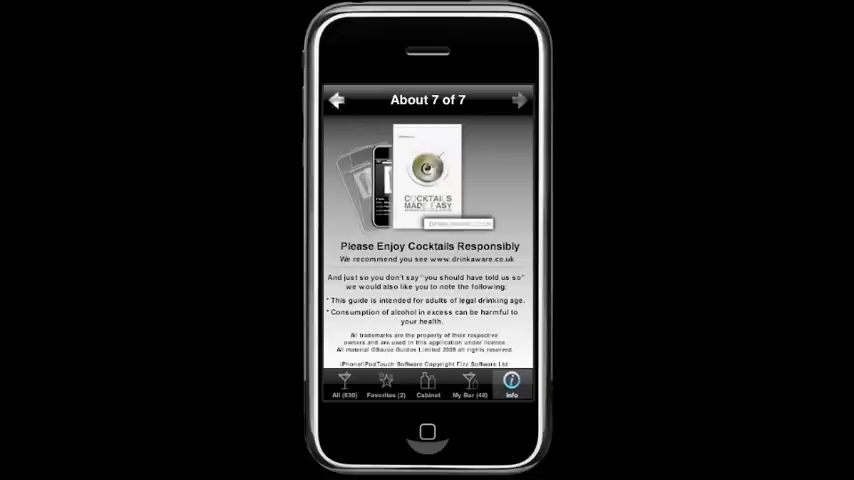 About 7 of 7
COCKTAILS
MADE EASY
Please Enjoy Cocktails Responsibly
We recommend you see www.drinkaware.co.uk
And just so you don't say "you should have told us so"
we would also like you to note the following:
* This guide is intended for adults of legal drinking age.
* Consumption of alcohol in excess can be harmful to
your health.
All trademarks are the property of their respective
owners and are used in this application under licence.
All material ©Sauce Guides Limited 2008 all rights reserved.
iPhone/iPodTouch Software Copyright Fizz Software Ltd
All (530)
Favorites (2)
Cabinet
My Bar (48)
Info